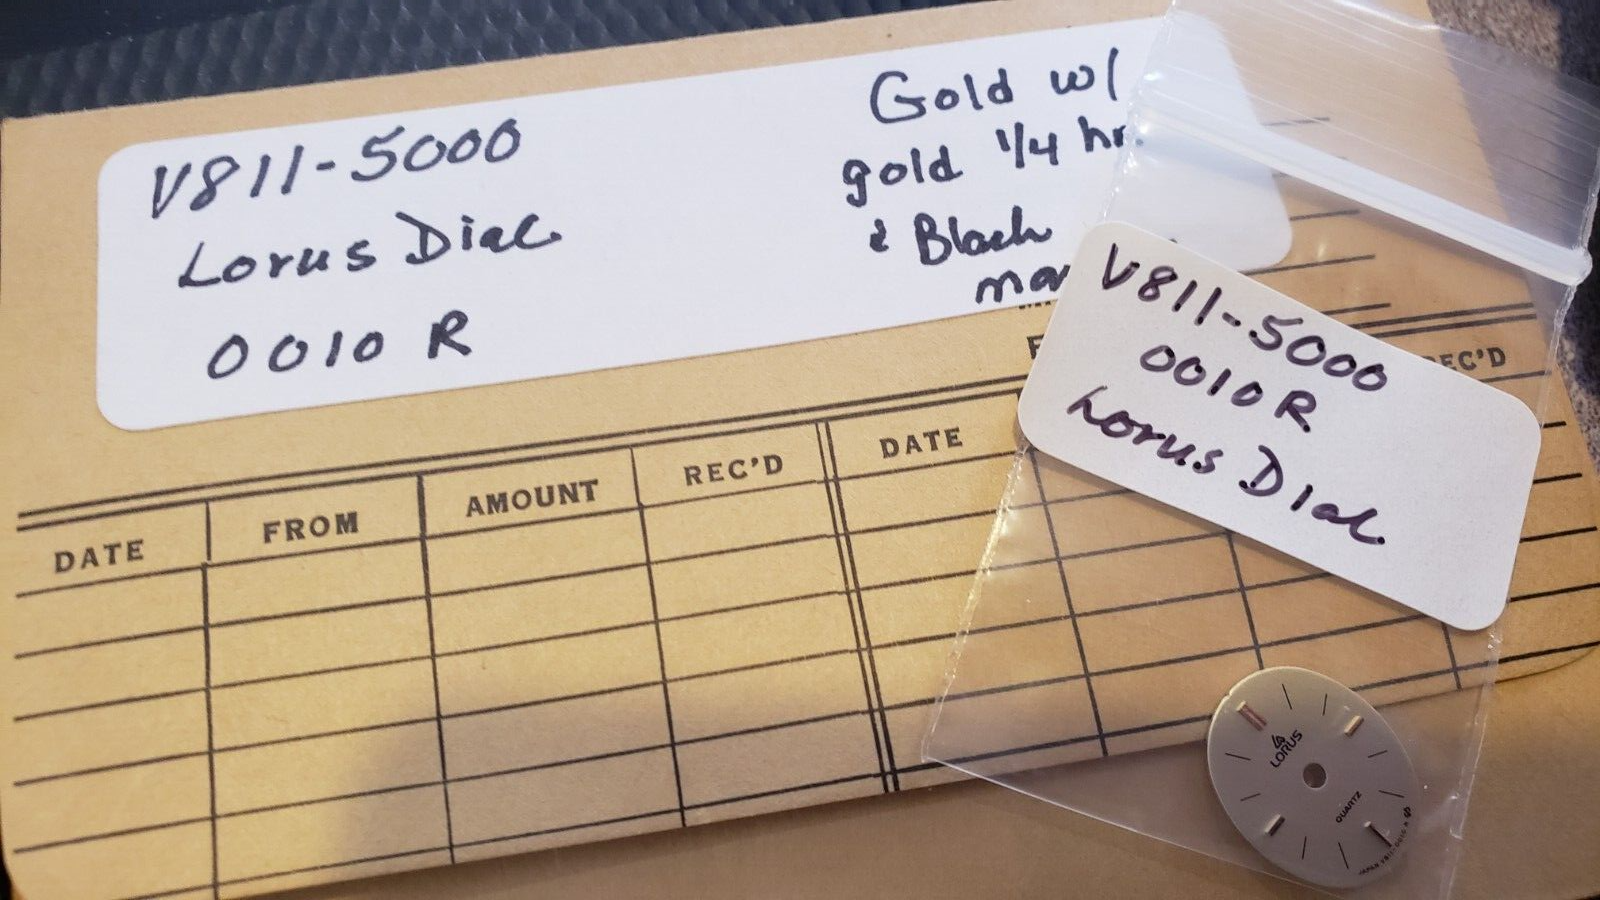 V811-5000
Lorus Dial
0010 R
Gold w/
gold 1/4 hr.
& Black
V811-5000
0010 R
Lorus Dial
REC'D
DATE
FROM
AMOUNT
REC'D
DATE
LORUS
QUARTZ